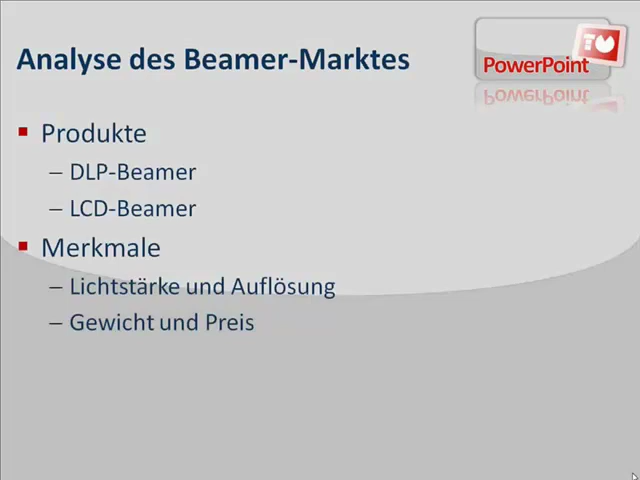 Analyse des Beamer-Marktes
PowerPoint
▪ Produkte
– DLP-Beamer
– LCD-Beamer
▪ Merkmale
– Lichtstärke und Auflösung
– Gewicht und Preis